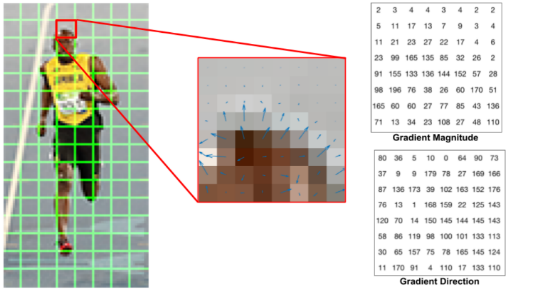 2 3 4 4 3 4 2 2
5 11 17 13 7 9 3 4
11 21 23 27 22 17 4 6
23 99 165 135 85 32 26 2
91 155 133 136 144 152 57 28
98 196 76 38 26 60 170 51
165 60 60 27 77 85 43 136
71 13 34 23 108 27 48 110
Gradient Magnitude
80 36 5 10 0 64 90 73
37 9 9 179 78 27 169 166
87 136 173 39 102 163 152 176
76 13 1 168 159 22 125 143
120 70 14 150 145 144 145 143
58 86 119 98 100 101 133 113
30 65 157 75 78 165 145 124
11 170 91 4 110 17 133 110
Gradient Direction